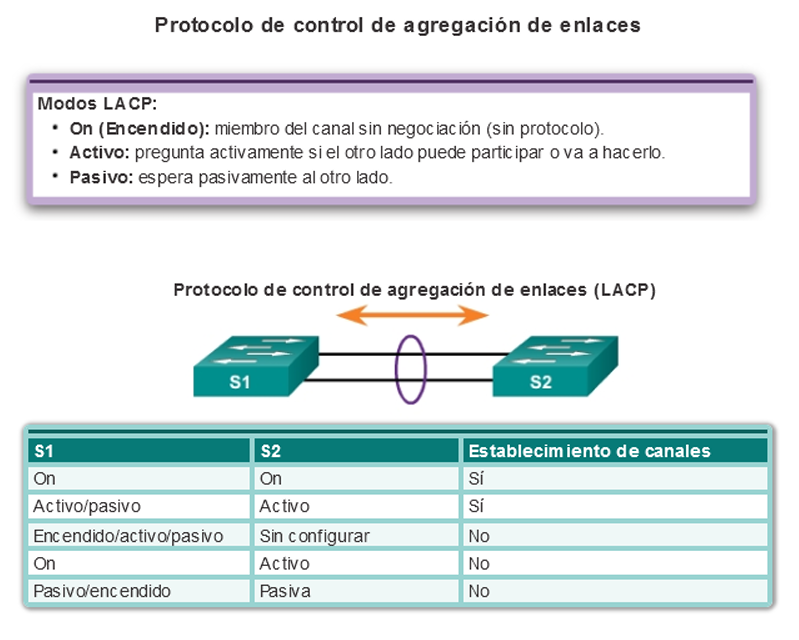 Protocolo de control de agregación de enlaces
Modos LACP:
• On (Encendido): miembro del canal sin negociación (sin protocolo).
• Activo: pregunta activamente si el otro lado puede participar o va a hacerlo.
• Pasivo: espera pasivamente al otro lado.
Protocolo de control de agregación de enlaces (LACP)
S1 S2
S1 S2 Establecimiento de canales
On On Sí
Activo/pasivo Activo Sí
Encendido/activo/pasivo Sin configurar No
On Activo No
Pasivo/encendido Pasiva No